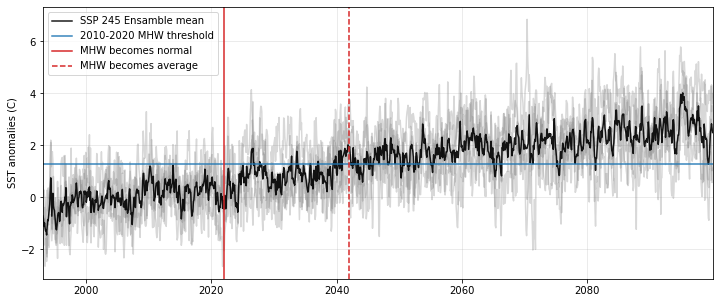 SSP 245 Ensamble mean
2010-2020 MHW threshold
MHW becomes normal
MHW becomes average
SST anomalies (C)
6
4
2
0
−2
2000
2020
2040
2060
2080